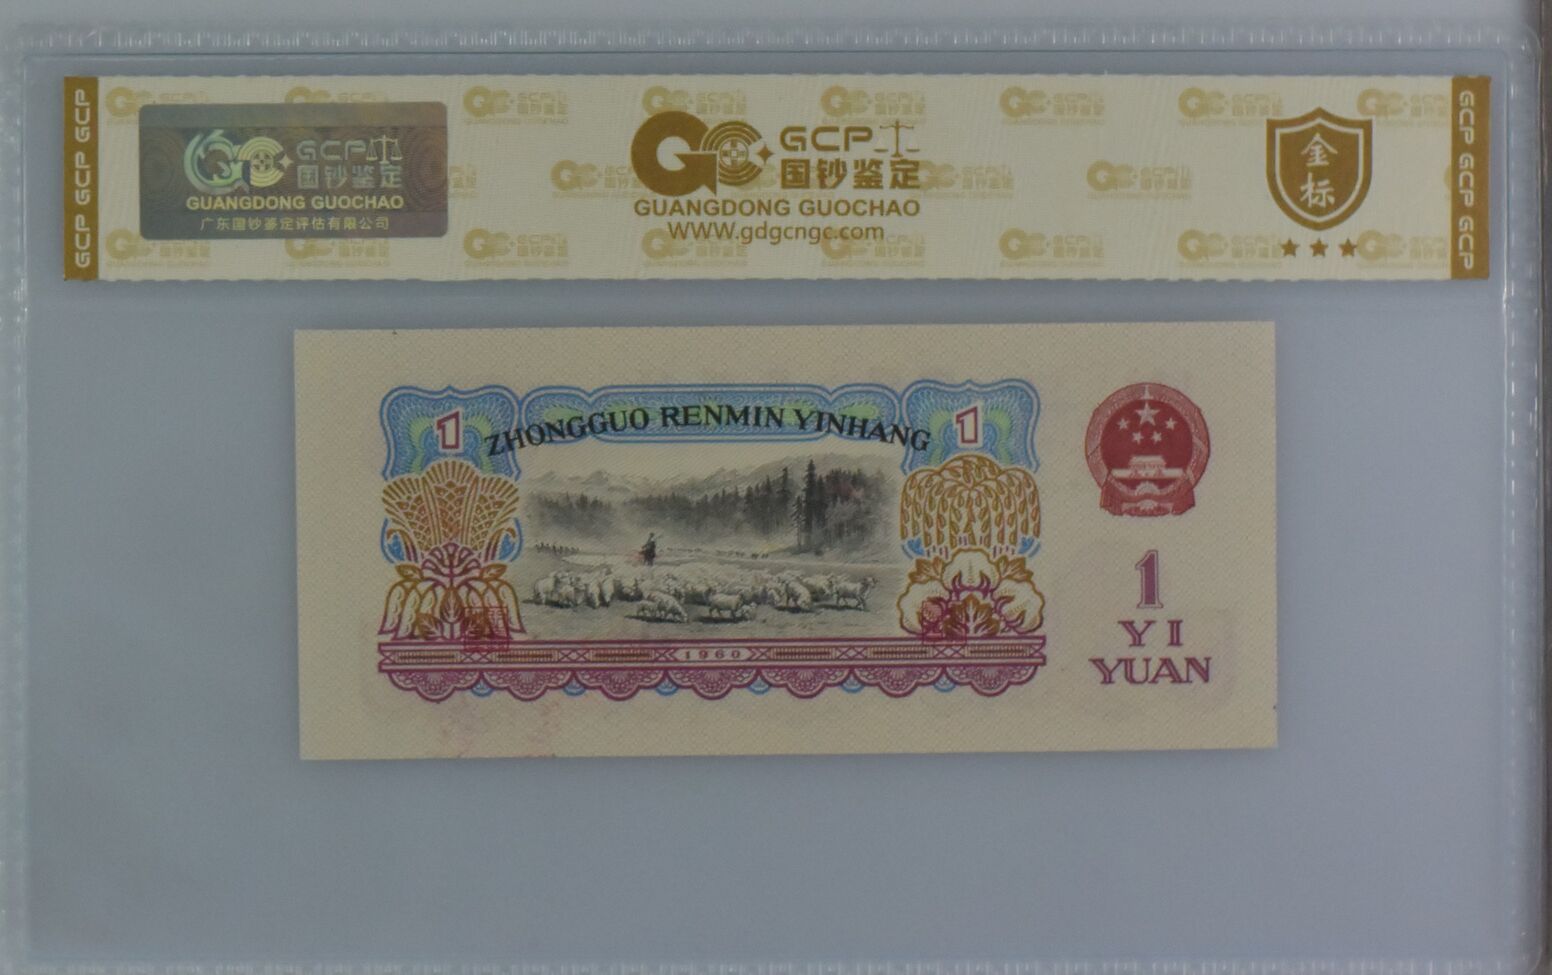 GCP GCP GCP
GCP
国钞鉴定
GUANGDONG GUOCHAO
广东国钞鉴定评估有限公司
GCP
国钞鉴定
GUANGDONG GUOCHAO
WWW.gdgcngc.com
金
标
GCP GCP GCP
1
ZHONGGUO RENMIN YINHANG
1
1960
1
YI
YUAN